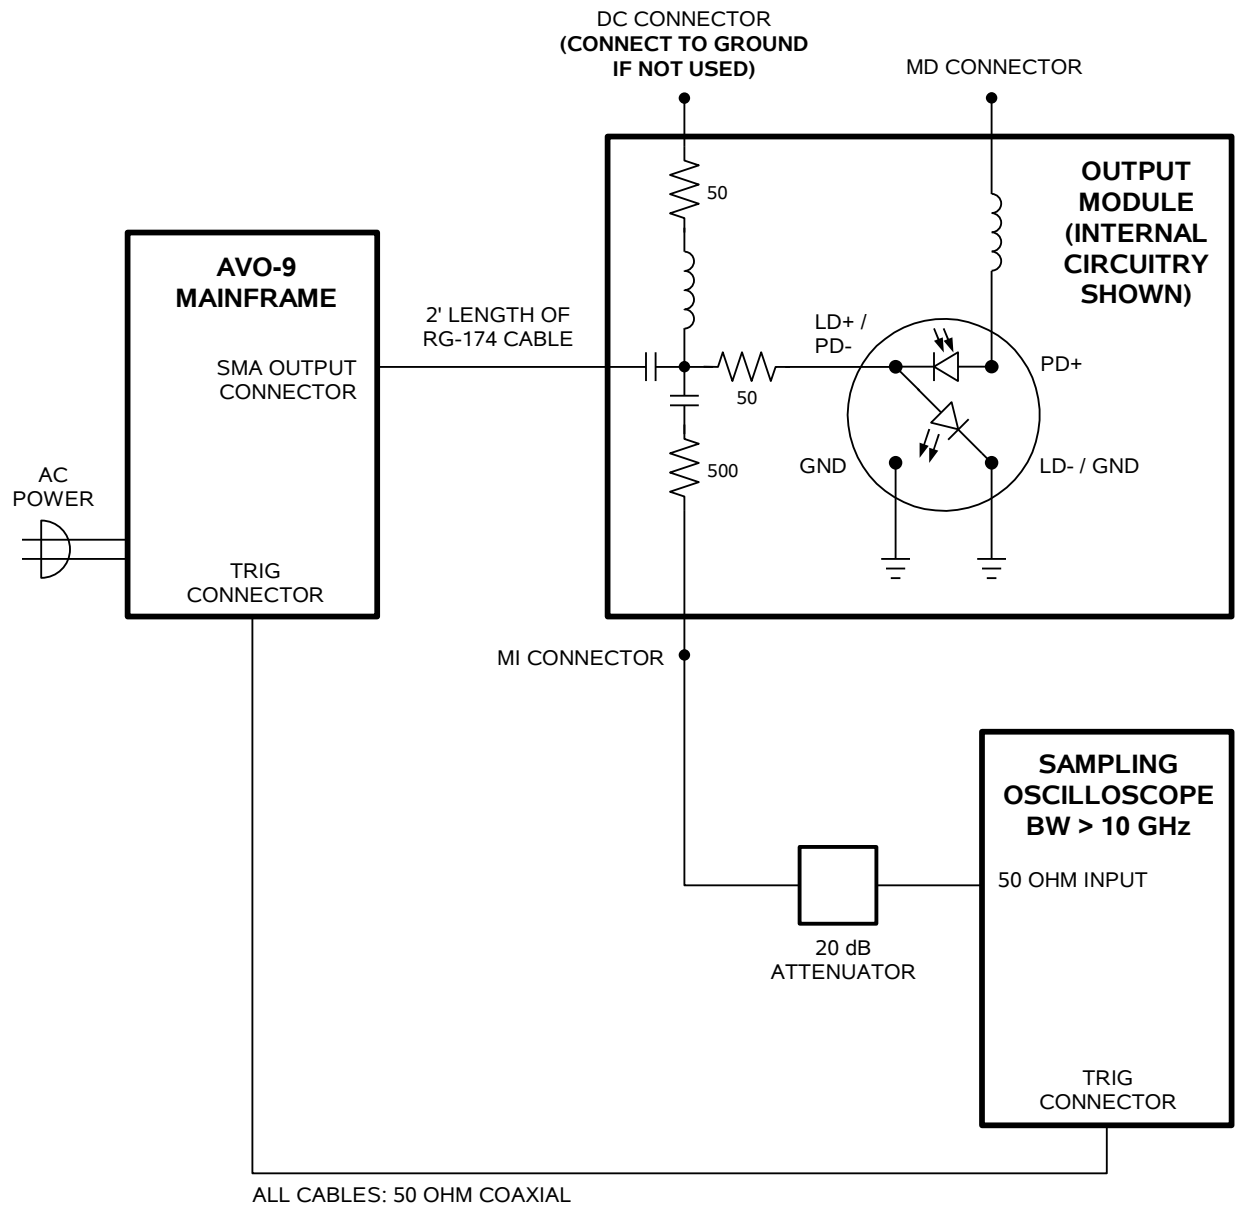 DC CONNECTOR
(CONNECT TO GROUND
IF NOT USED)
MD CONNECTOR
OUTPUT
MODULE
(INTERNAL
CIRCUITRY
SHOWN)
50
AVO-9
MAINFRAME
2' LENGTH OF
RG-174 CABLE
SMA OUTPUT
CONNECTOR
LD+ /
PD-
PD+
50
GND
LD- / GND
500
AC
POWER
TRIG
CONNECTOR
MI CONNECTOR
SAMPLING
OSCILLOSCOPE
BW > 10 GHz
50 OHM INPUT
20 dB
ATTENUATOR
TRIG
CONNECTOR
ALL CABLES: 50 OHM COAXIAL